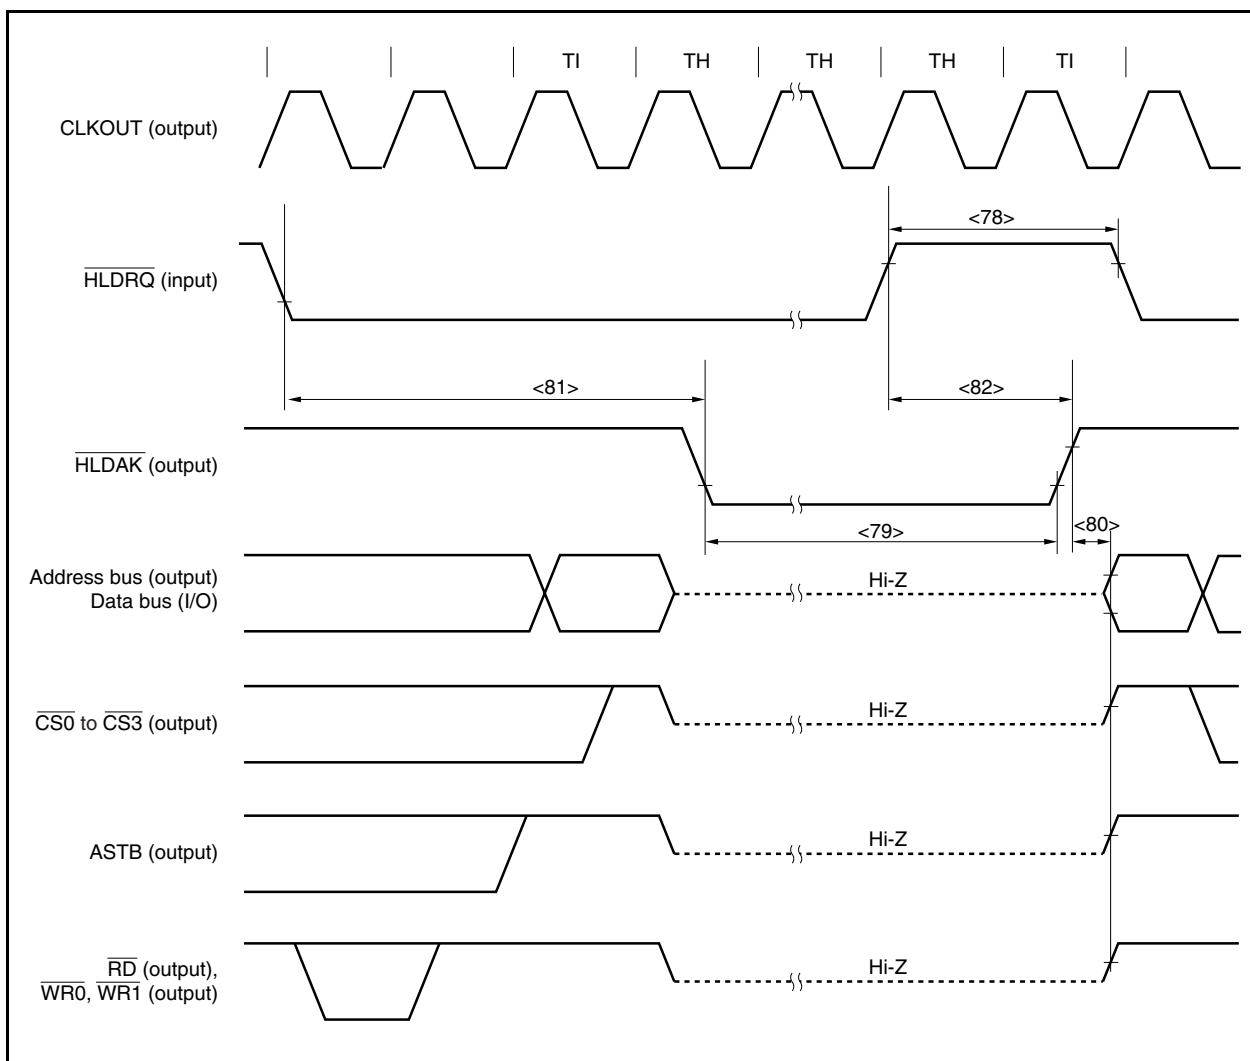 TI TH TH TH TI
CLKOUT (output)
<78>
HLDRQ (input)
<81> <82>
HLDAK (output)
<79> <80>
Address bus (output)
Data bus (I/O)
Hi-Z
CS0 to CS3 (output)
Hi-Z
ASTB (output)
Hi-Z
RD (output),
WR0, WR1 (output)
Hi-Z